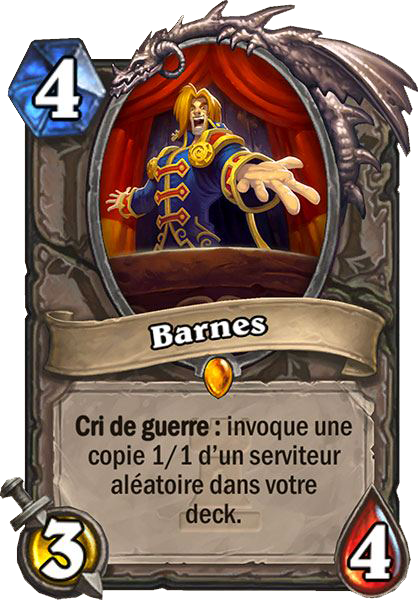 4
Barnes
Cri de guerre : invoque une
copie 1/1 d'un serviteur
aléatoire dans votre
deck.
3
4